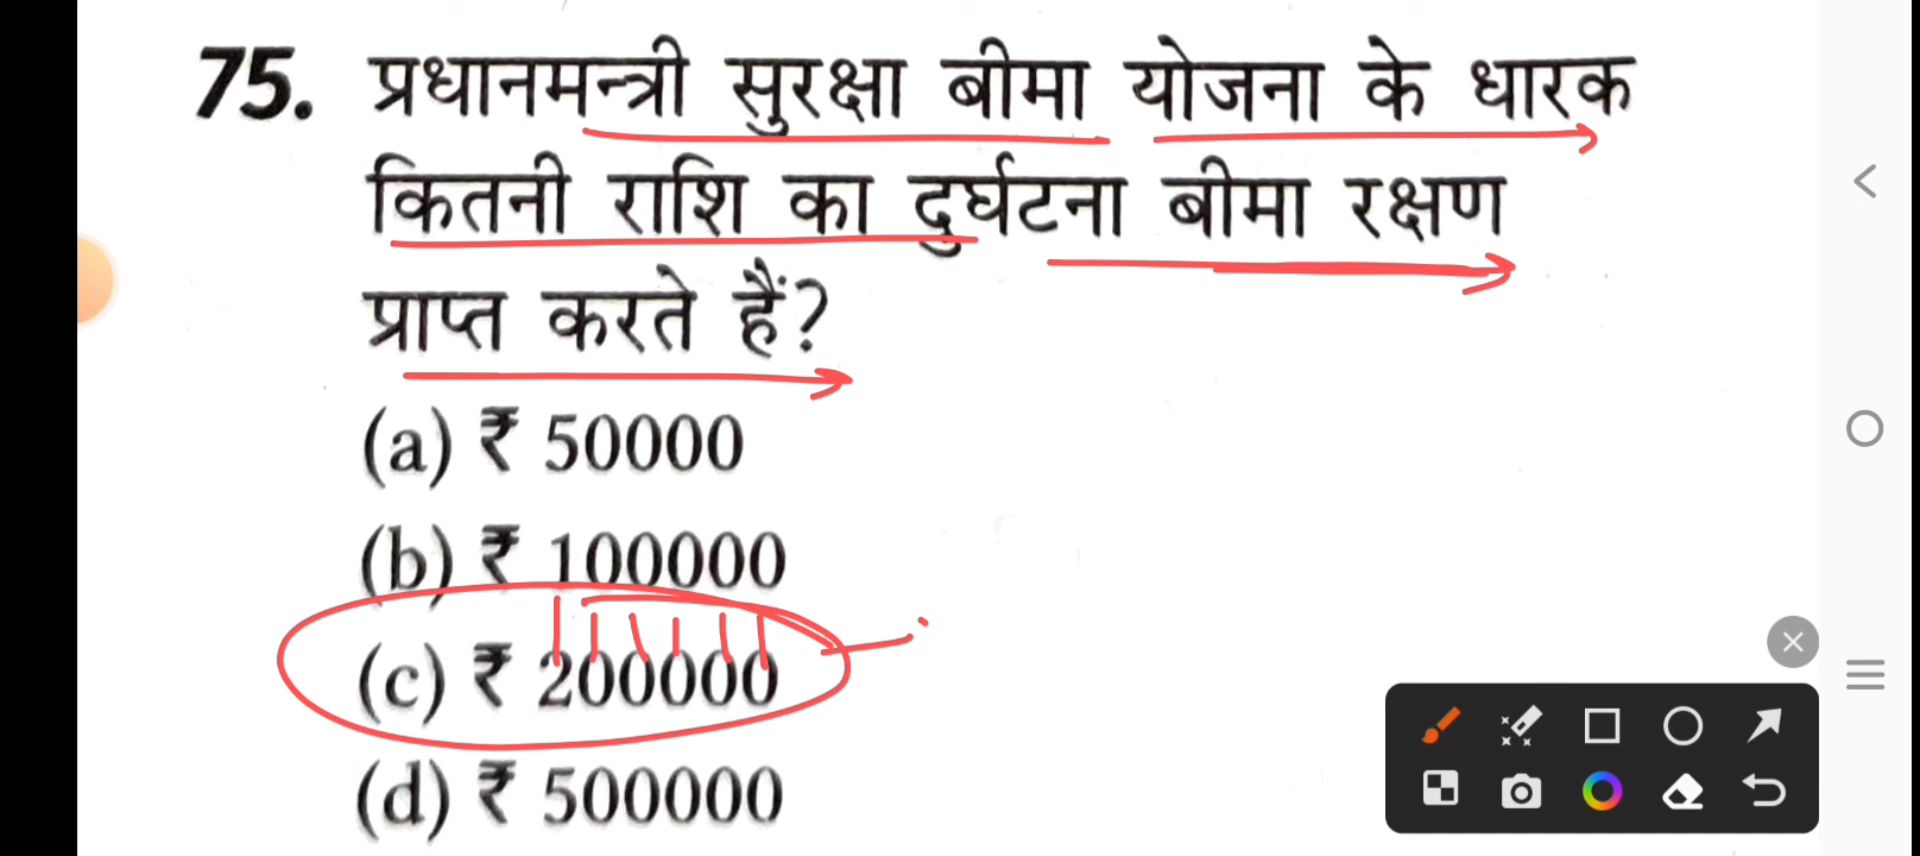 75. प्रधानमन्त्री सुरक्षा बीमा योजना के धारक
कितनी राशि का दुर्घटना बीमा रक्षण
प्राप्त करते हैं?
(a) ₹ 50000
(b) ₹ 100000
(c) ₹ 200000
(d) ₹ 500000